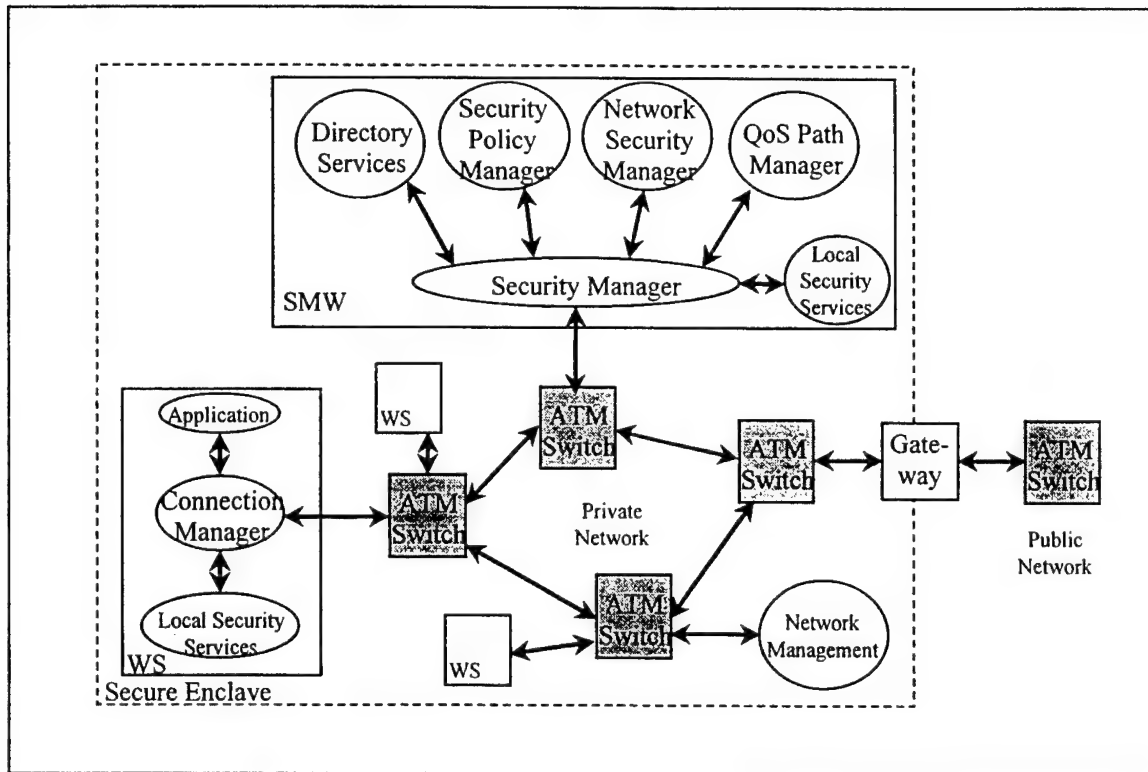 Directory
Services
Security
Policy
Manager
Network
Security
Manager
QoS Path
Manager
Security Manager
Local
Security
Services
SMW
Application
Connection
Manager
Local Security
Services
WS
WS
ATM
Switch
ATM
Switch
Private
Network
ATM
Switch
Gate-
way
ATM
Switch
Public
Network
WS
ATM
Switch
Network
Management
Secure Enclave